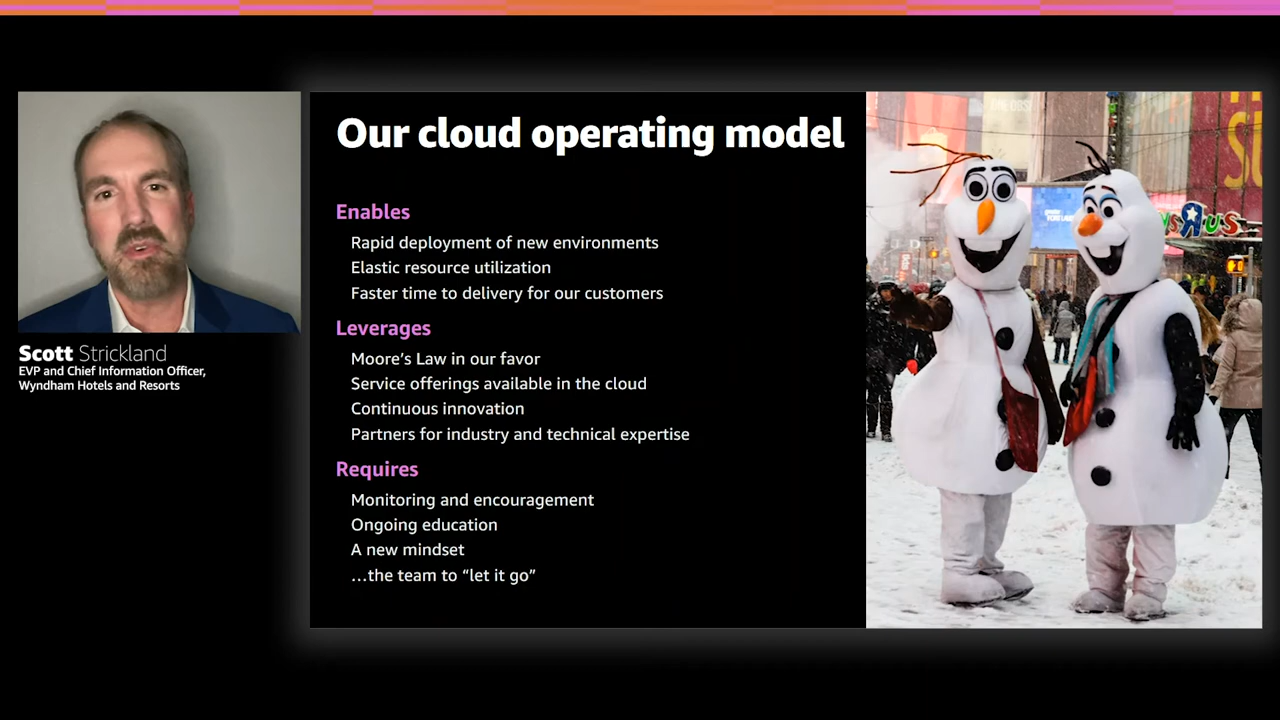 Scott Strickland
EVP and Chief Information Officer,
Wyndham Hotels and Resorts
Our cloud operating model
Enables
Rapid deployment of new environments
Elastic resource utilization
Faster time to delivery for our customers
Leverages
Moore’s Law in our favor
Service offerings available in the cloud
Continuous innovation
Partners for industry and technical expertise
Requires
Monitoring and encouragement
Ongoing education
A new mindset
...the team to “let it go”
YS R US